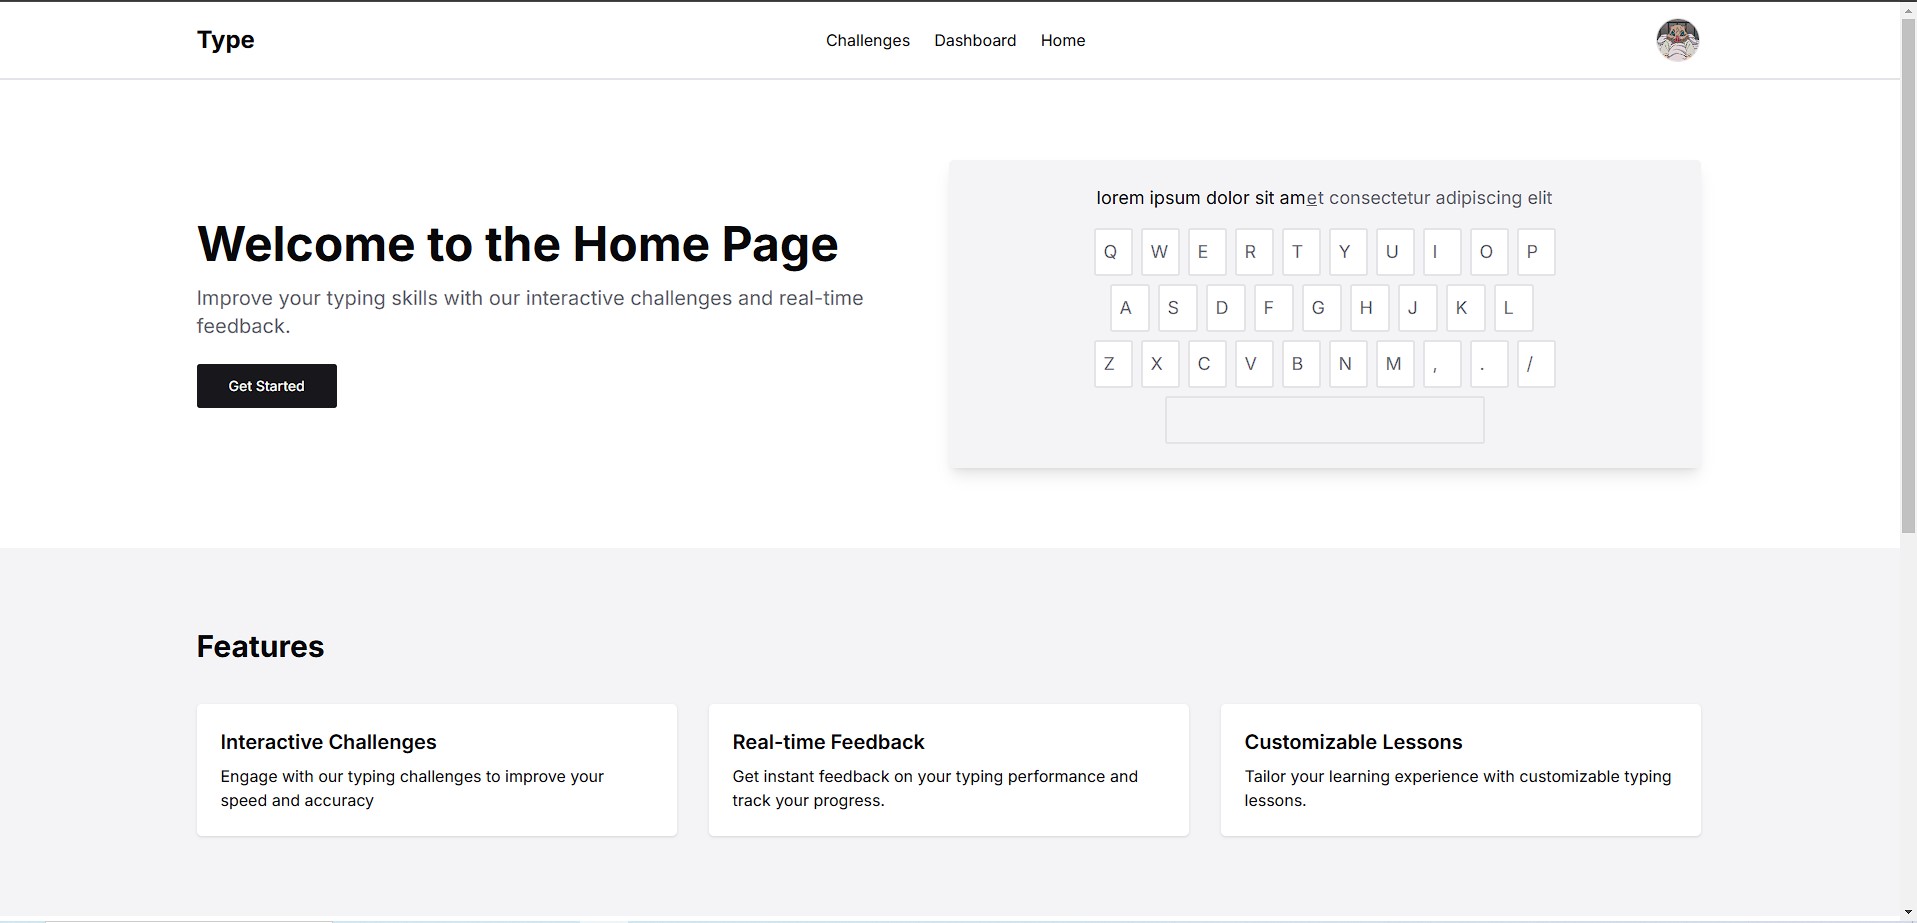 Type
Challenges Dashboard Home
Welcome to the Home Page
Improve your typing skills with our interactive challenges and real-time
feedback.
Get Started
lorem ipsum dolor sit amet consectetur adipiscing elit
Q W E R T Y U I O P
A S D F G H J K L
Z X C V B N M , . /
Features
Interactive Challenges
Engage with our typing challenges to improve your
speed and accuracy
Real-time Feedback
Get instant feedback on your typing performance and
track your progress.
Customizable Lessons
Tailor your learning experience with customizable typing
lessons.